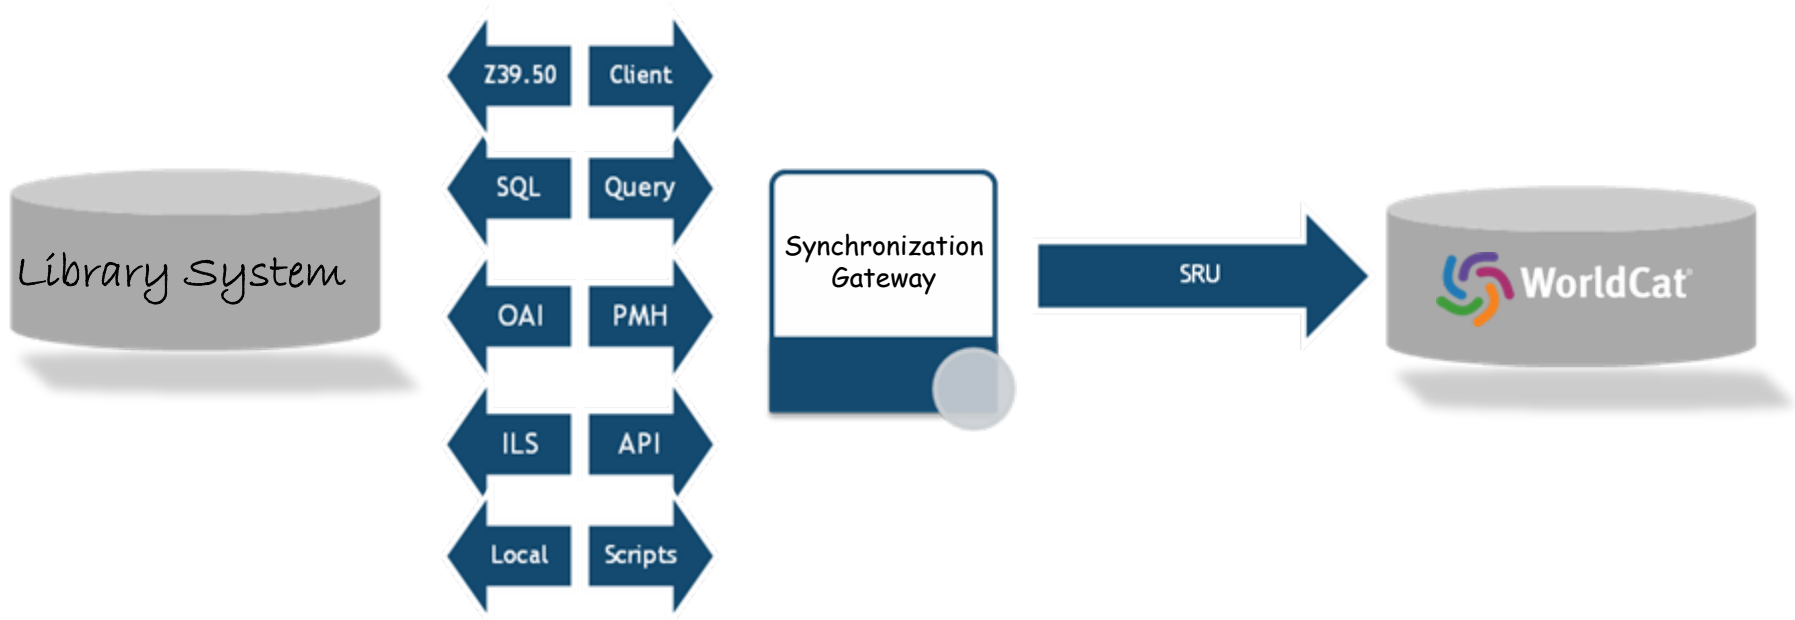 Library System
Z39.50 Client
SQL Query
OAI PMH
ILS API
Local Scripts
Synchronization
Gateway
SRU
WorldCat®